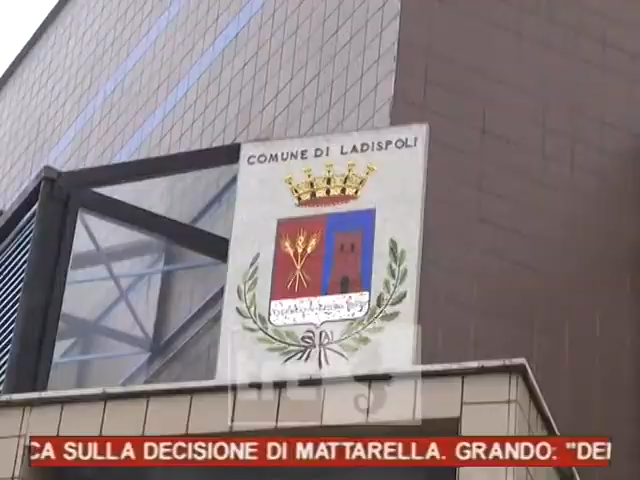 COMUNE DI LADISPOLI
CA SULLA DECISIONE DI MATTARELLA. GRANDO: "DE